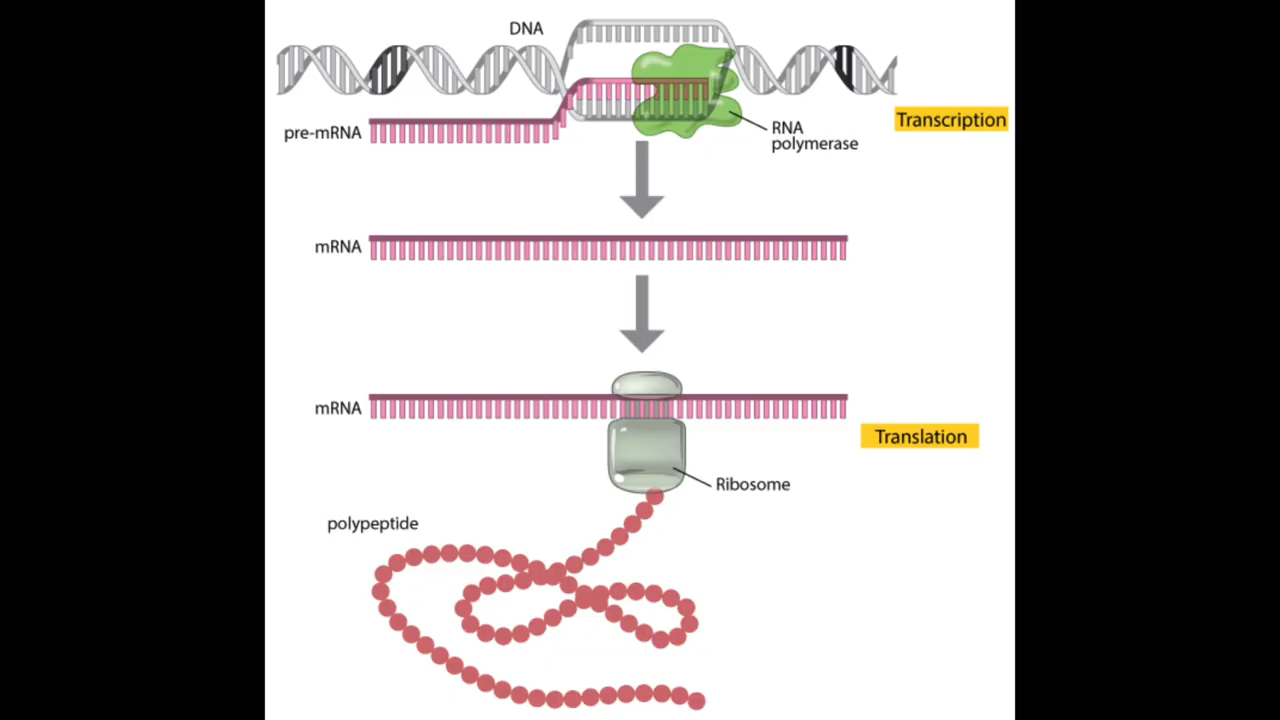 DNA
pre-mRNA
RNA
polymerase
Transcription
mRNA
mRNA
Translation
Ribosome
polypeptide